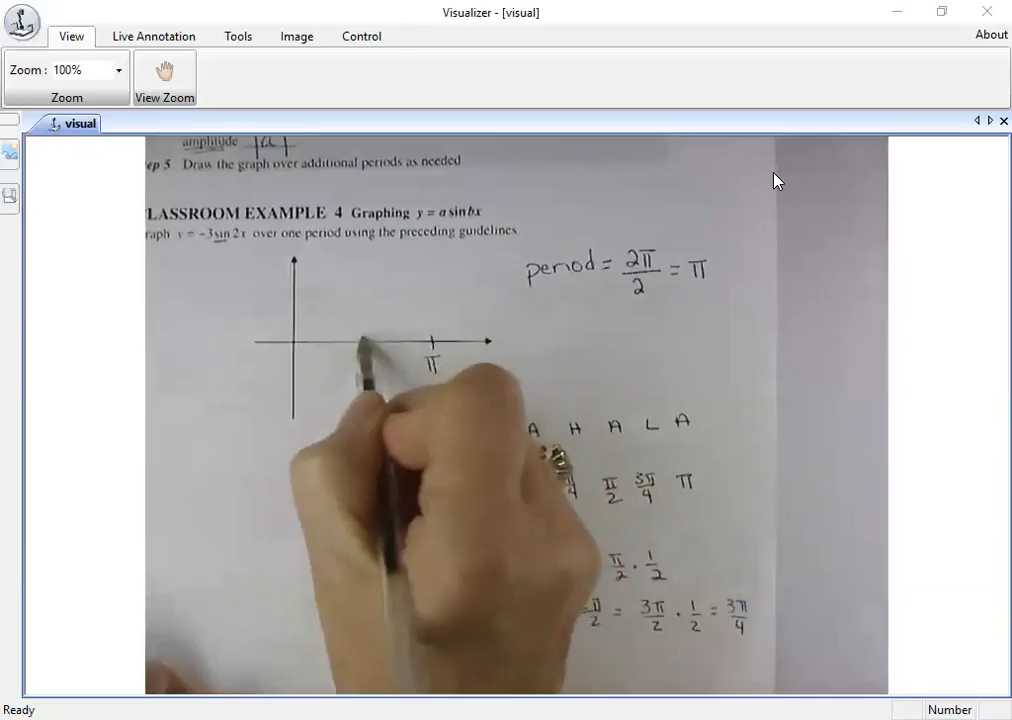 Visualizer - [visual]
View Live Annotation Tools Image Control About
Zoom : 100%
Zoom View Zoom
visual
amplitude |a|
ep 5 Draw the graph over additional periods as needed
LASSROOM EXAMPLE 4 Graphing y = a sin bx
raph y = -3 sin 2x over one period using the preceding guidelines
period = 2π/2 = π
π
A H A L A
4 π/2 3π/4 π
π/2 · 1/2
2 = 3π/2 · 1/2 = 3π/4
Ready Number